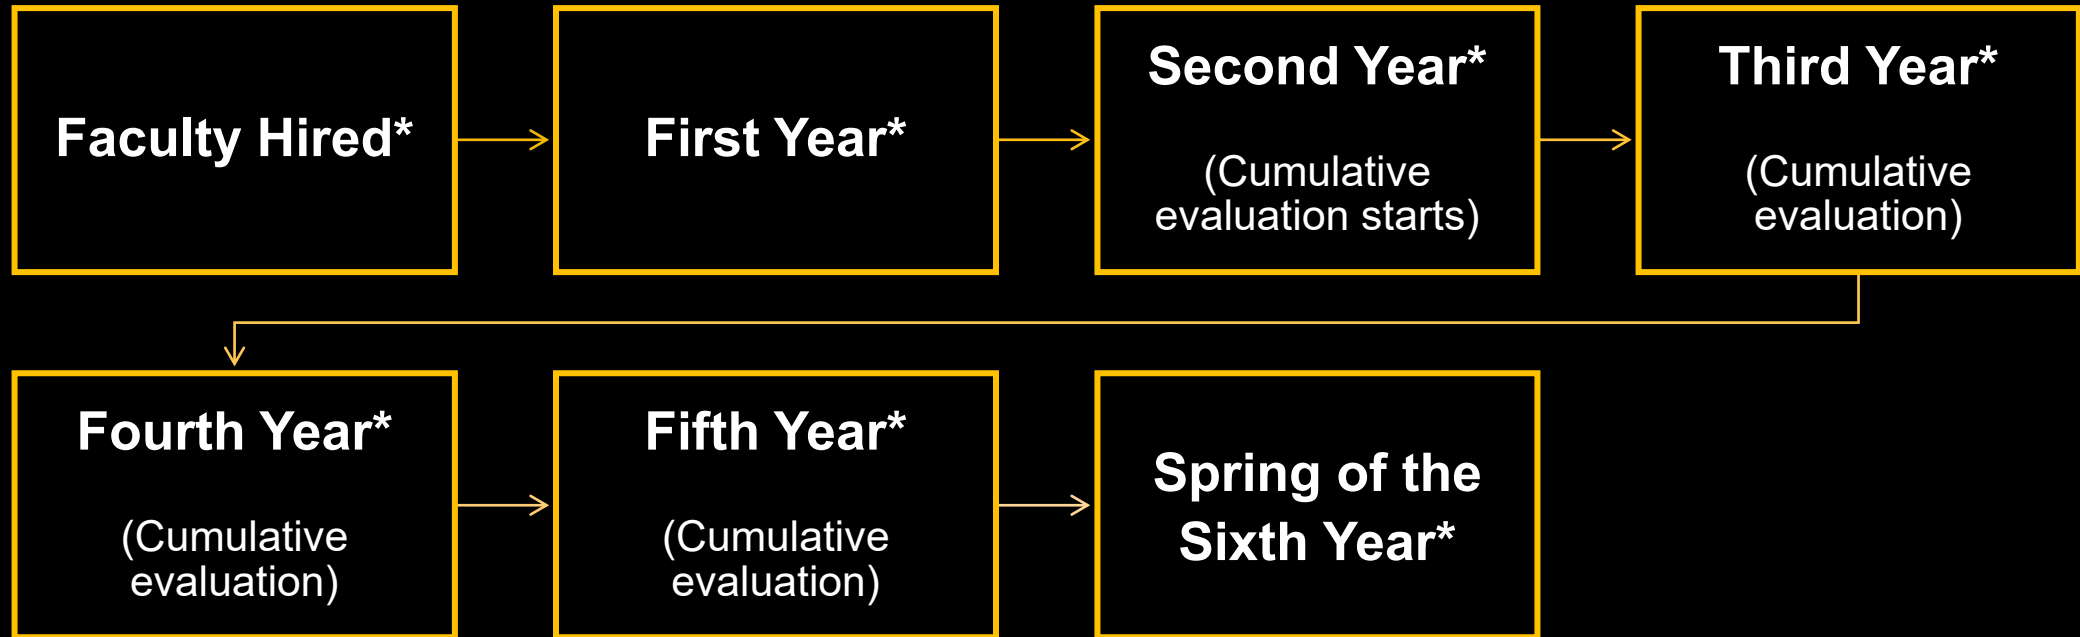 Faculty Hired*
First Year*
Second Year*
(Cumulative
evaluation starts)
Third Year*
(Cumulative
evaluation)
Fourth Year*
(Cumulative
evaluation)
Fifth Year*
(Cumulative
evaluation)
Spring of the
Sixth Year*